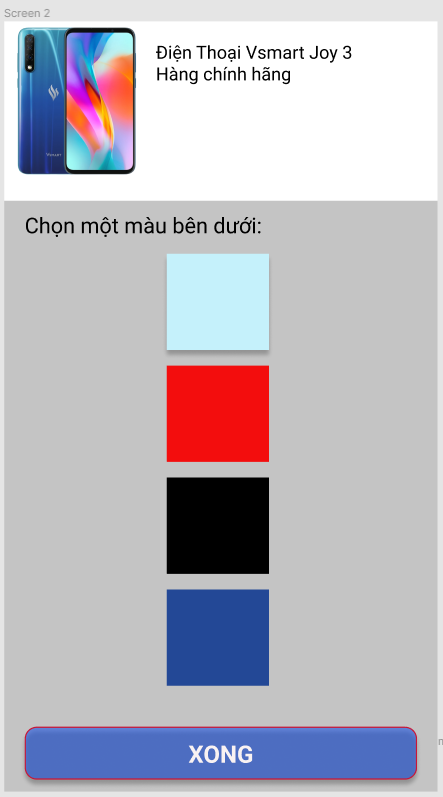 Screen 2
Điện Thoại Vsmart Joy 3
Hàng chính hãng
Vsmart
Chọn một màu bên dưới:
XONG